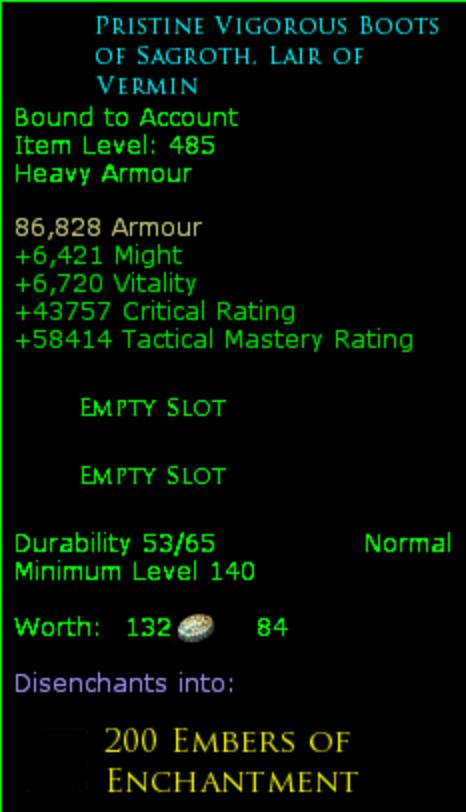 Pristine Vigorous Boots
of Sagroth, Lair of
Vermin
Bound to Account
Item Level: 485
Heavy Armour
86,828 Armour
+6,421 Might
+6,720 Vitality
+43757 Critical Rating
+58414 Tactical Mastery Rating
Empty Slot
Empty Slot
Durability 53/65 Normal
Minimum Level 140
Worth: 132 84
Disenchants into:
200 Embers of
Enchantment